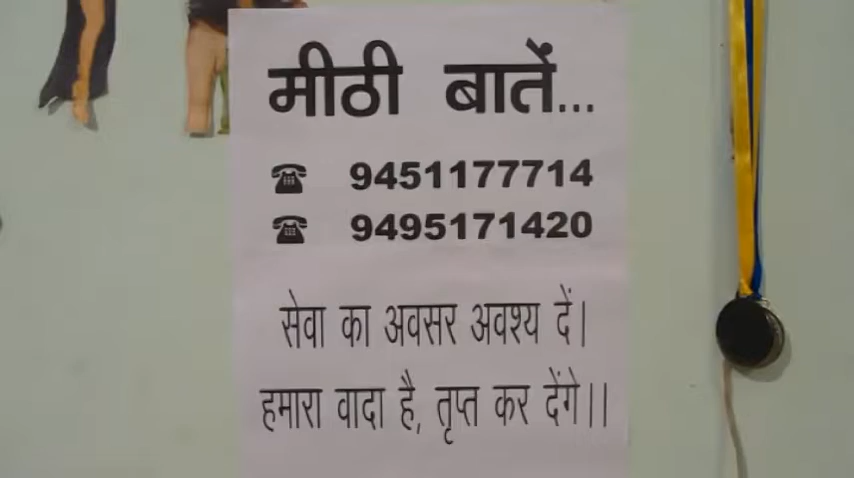 मीठी बातें...
☎ 9451177714
☎ 9495171420
सेवा का अवसर अवश्य दें।
हमारा वादा है, तृप्त कर देंगे।।